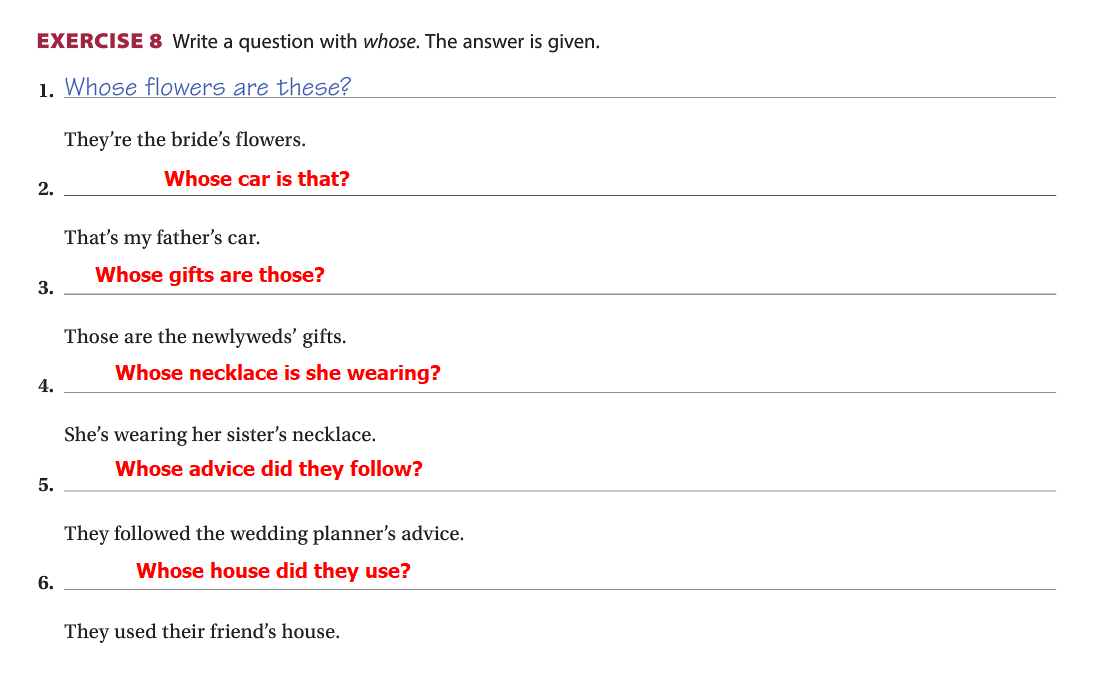 EXERCISE 8 Write a question with whose. The answer is given.
1. Whose flowers are these?
They’re the bride’s flowers.
2. Whose car is that?
That’s my father’s car.
3. Whose gifts are those?
Those are the newlyweds’ gifts.
4. Whose necklace is she wearing?
She’s wearing her sister’s necklace.
5. Whose advice did they follow?
They followed the wedding planner’s advice.
6. Whose house did they use?
They used their friend’s house.